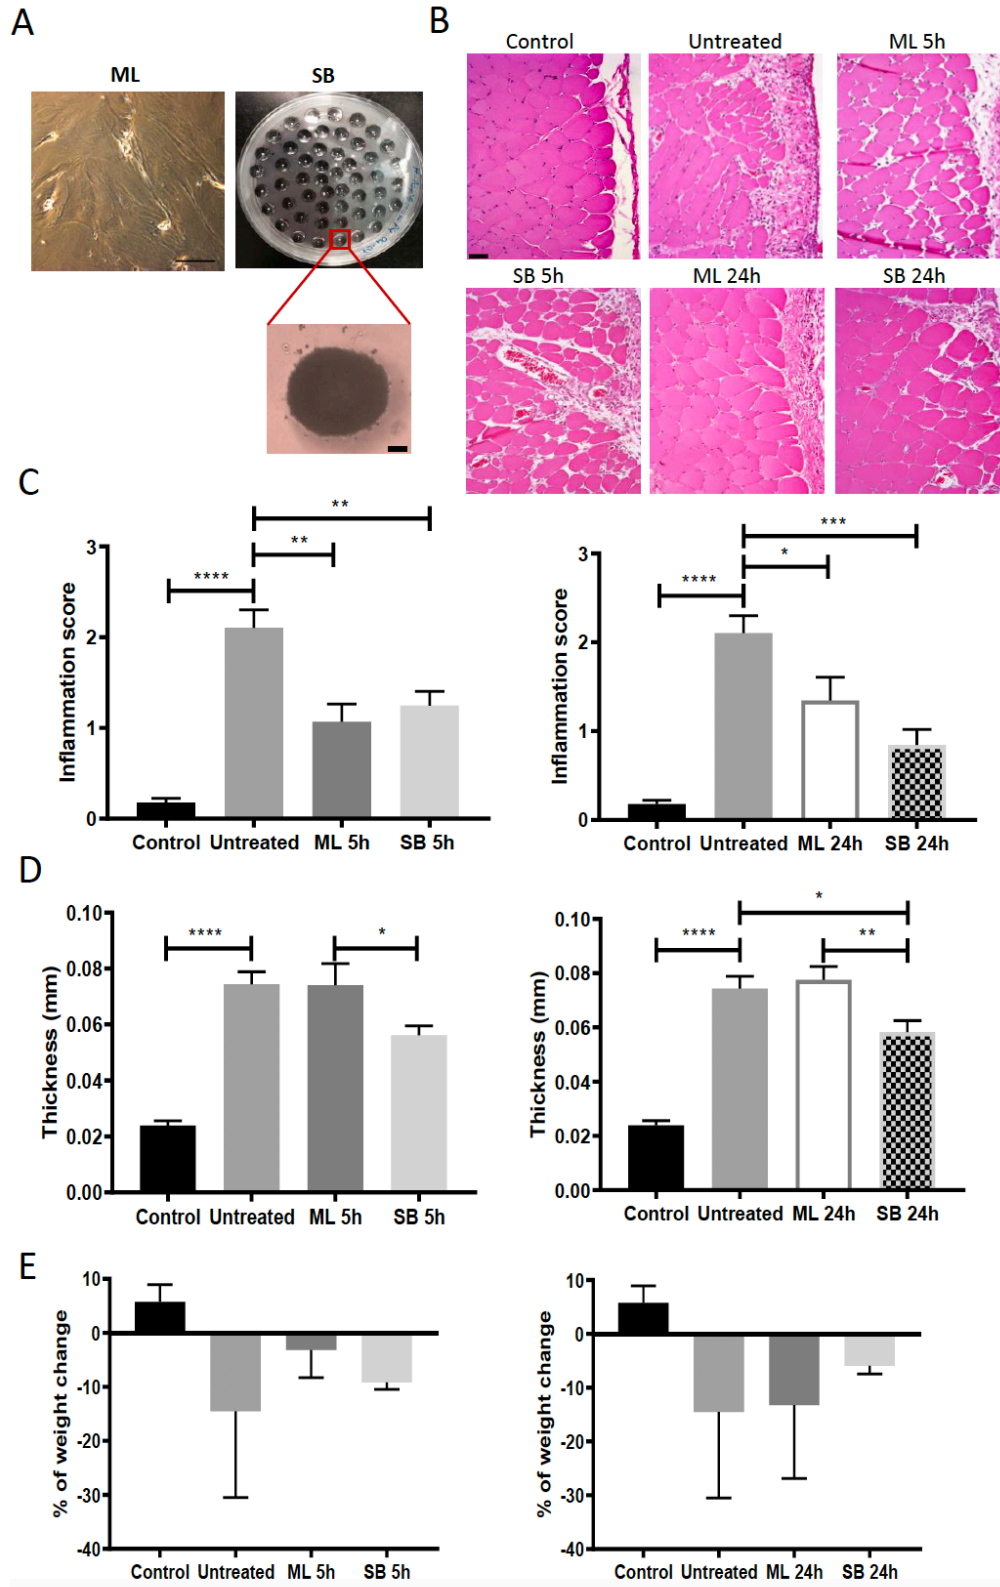 A
B
ML
SB
Control
Untreated
ML 5h
SB 5h
ML 24h
SB 24h
C
**
**
****
3
2
1
0
Inflammation score
Control Untreated ML 5h SB 5h
***
*
****
3
2
1
0
Inflammation score
Control Untreated ML 24h SB 24h
D
****
*
0.10
0.08
0.06
0.04
0.02
0.00
Thickness (mm)
Control Untreated ML 5h SB 5h
*
****
**
0.10
0.08
0.06
0.04
0.02
0.00
Thickness (mm)
Control Untreated ML 24h SB 24h
E
10
0
-10
-20
-30
-40
% of weight change
Control Untreated ML 5h SB 5h
10
0
-10
-20
-30
-40
% of weight change
Control Untreated ML 24h SB 24h